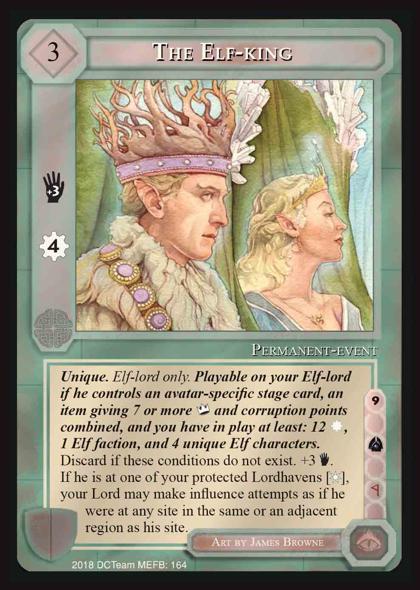 3
The Elf-king
+3
4
Permanent-event
Unique. Elf-lord only. Playable on your Elf-lord
if he controls an avatar-specific stage card, an
item giving 7 or more and corruption points
combined, and you have in play at least: 12 ,
1 Elf faction, and 4 unique Elf characters.
Discard if these conditions do not exist. +3 .
If he is at one of your protected Lordhavens [ ],
your Lord may make influence attempts as if he
were at any site in the same or an adjacent
region as his site.
9
Art by James Browne
2018 DCTeam MEFB: 164